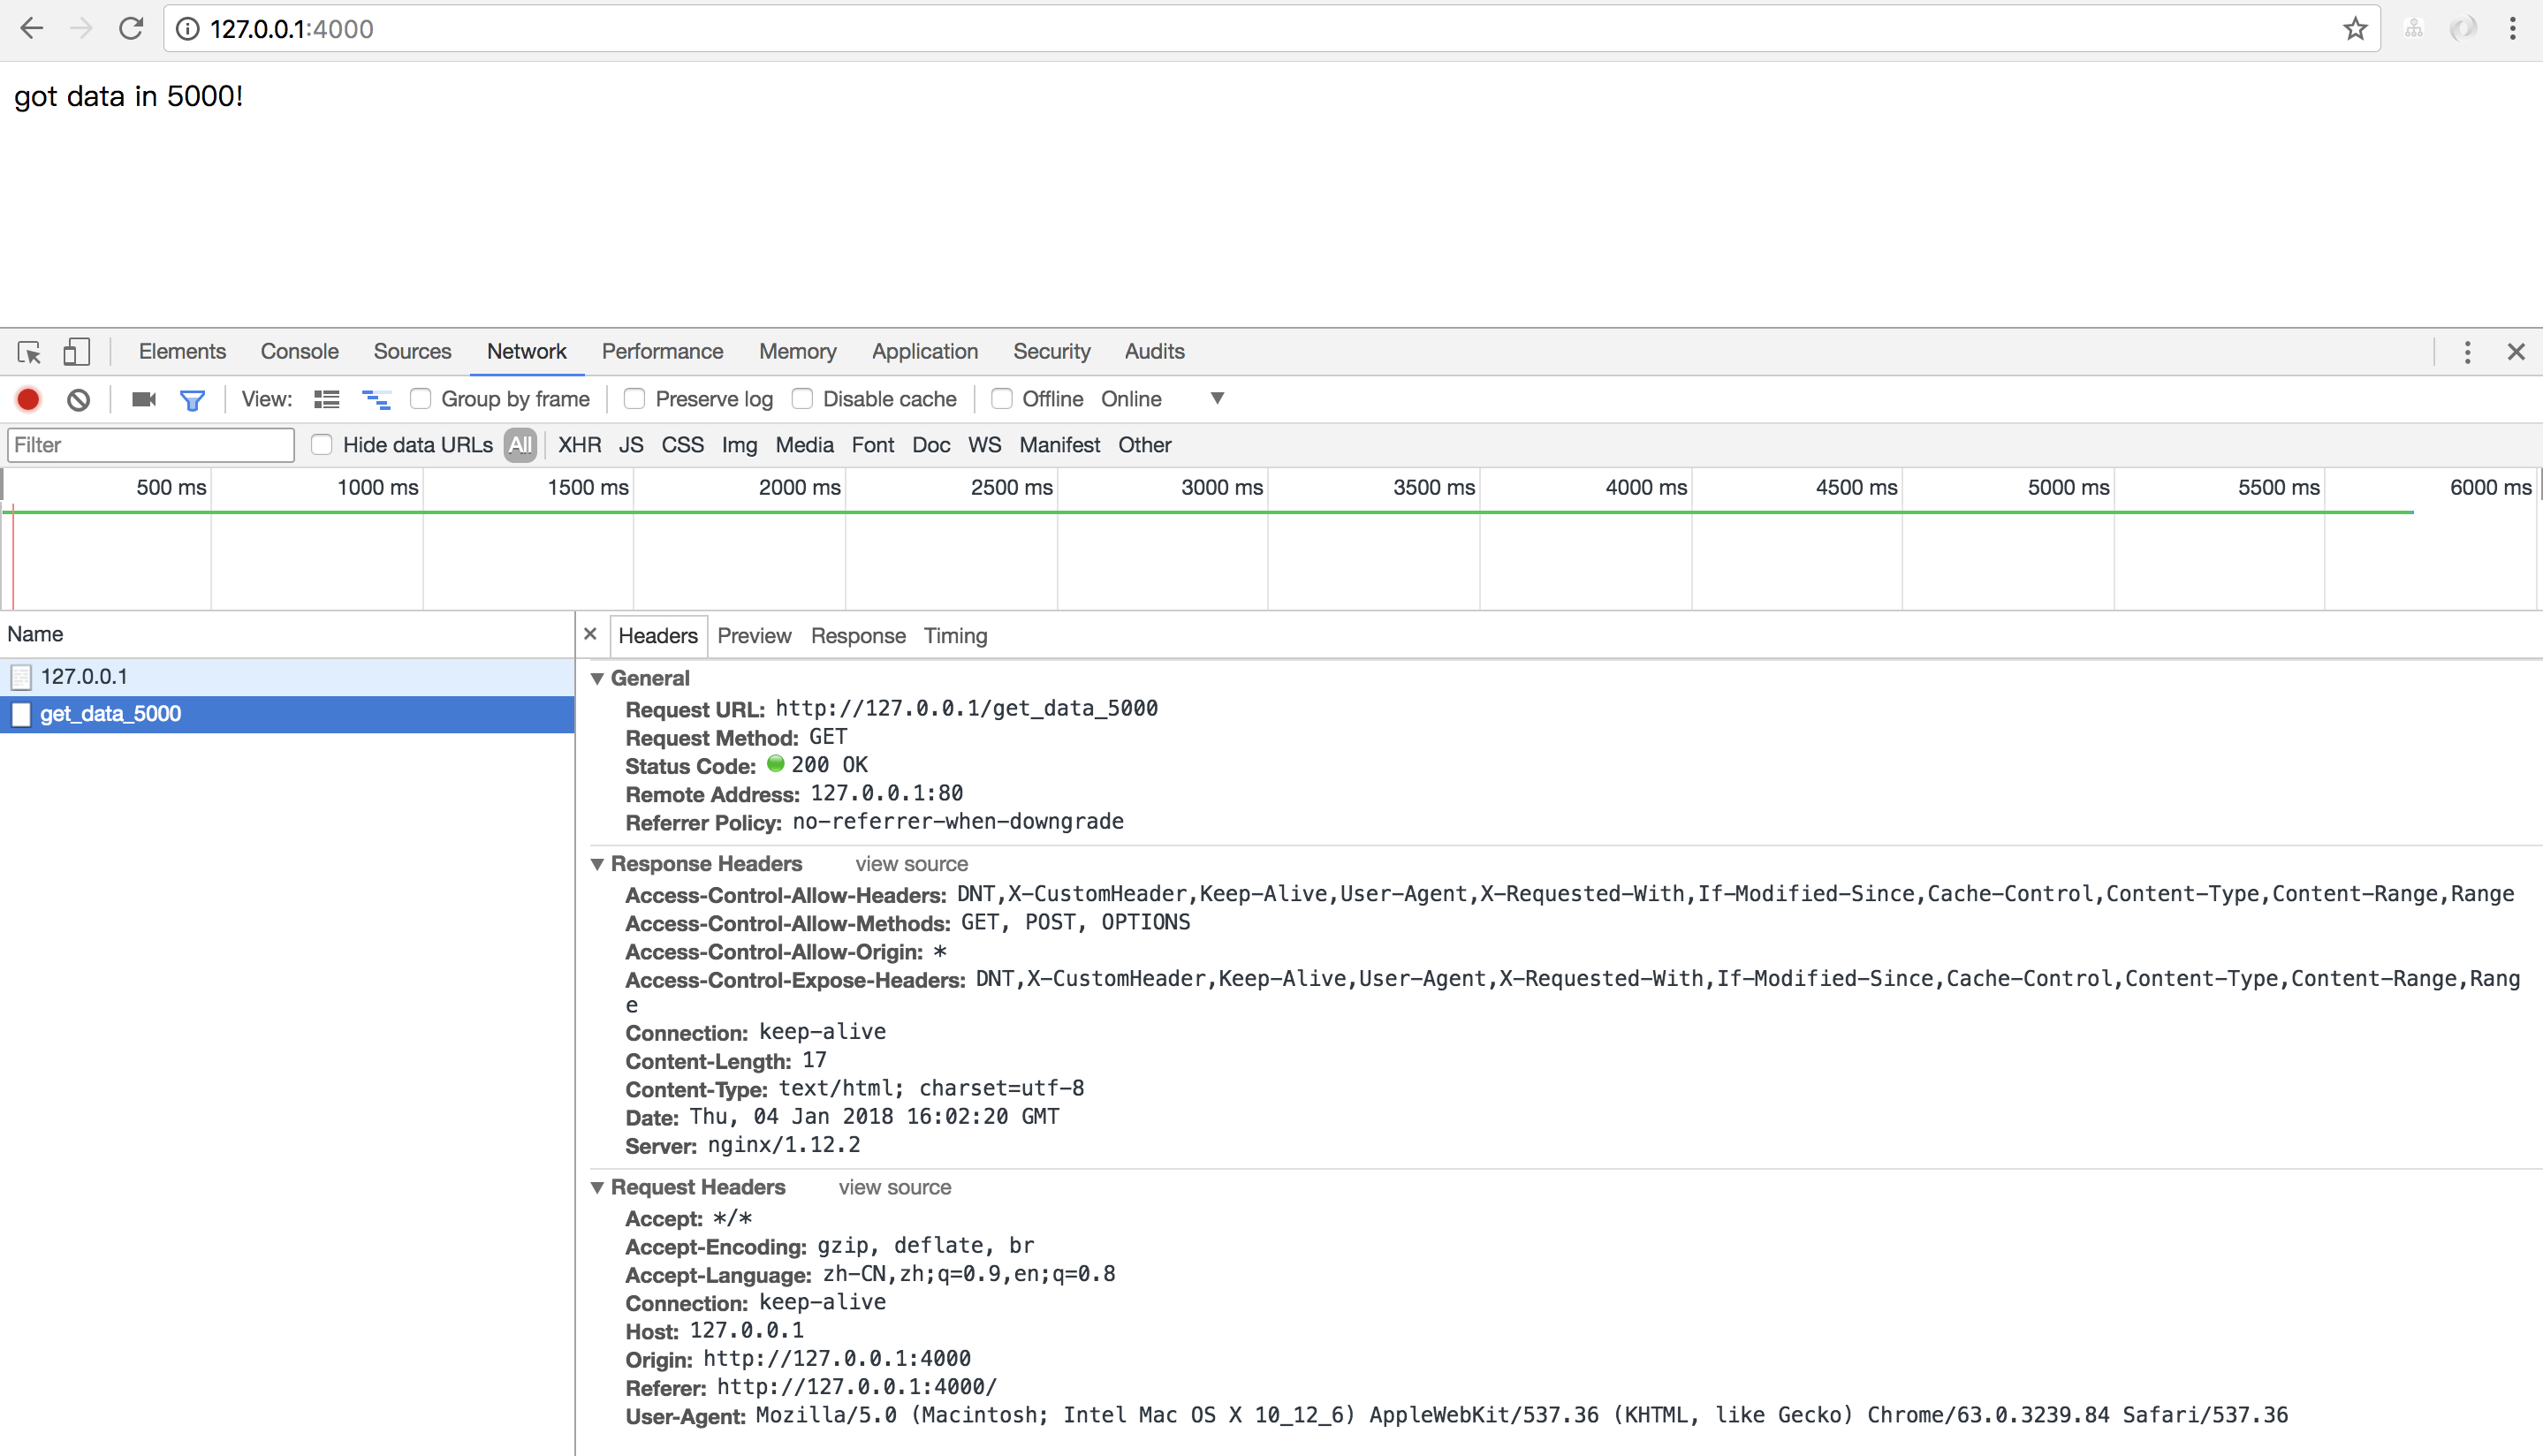 127.0.0.1:4000
got data in 5000!
Elements Console Sources Network Performance Memory Application Security Audits
View: Group by frame Preserve log Disable cache Offline Online
Filter Hide data URLs All XHR JS CSS Img Media Font Doc WS Manifest Other
500 ms 1000 ms 1500 ms 2000 ms 2500 ms 3000 ms 3500 ms 4000 ms 4500 ms 5000 ms 5500 ms 6000 ms
Name
127.0.0.1
get_data_5000
Headers Preview Response Timing
General
Request URL: http://127.0.0.1/get_data_5000
Request Method: GET
Status Code: 200 OK
Remote Address: 127.0.0.1:80
Referrer Policy: no-referrer-when-downgrade
Response Headers view source
Access-Control-Allow-Headers: DNT,X-CustomHeader,Keep-Alive,User-Agent,X-Requested-With,If-Modified-Since,Cache-Control,Content-Type,Content-Range,Range
Access-Control-Allow-Methods: GET, POST, OPTIONS
Access-Control-Allow-Origin: *
Access-Control-Expose-Headers: DNT,X-CustomHeader,Keep-Alive,User-Agent,X-Requested-With,If-Modified-Since,Cache-Control,Content-Type,Content-Range,Rang
e
Connection: keep-alive
Content-Length: 17
Content-Type: text/html; charset=utf-8
Date: Thu, 04 Jan 2018 16:02:20 GMT
Server: nginx/1.12.2
Request Headers view source
Accept: */*
Accept-Encoding: gzip, deflate, br
Accept-Language: zh-CN,zh;q=0.9,en;q=0.8
Connection: keep-alive
Host: 127.0.0.1
Origin: http://127.0.0.1:4000
Referer: http://127.0.0.1:4000/
User-Agent: Mozilla/5.0 (Macintosh; Intel Mac OS X 10_12_6) AppleWebKit/537.36 (KHTML, like Gecko) Chrome/63.0.3239.84 Safari/537.36